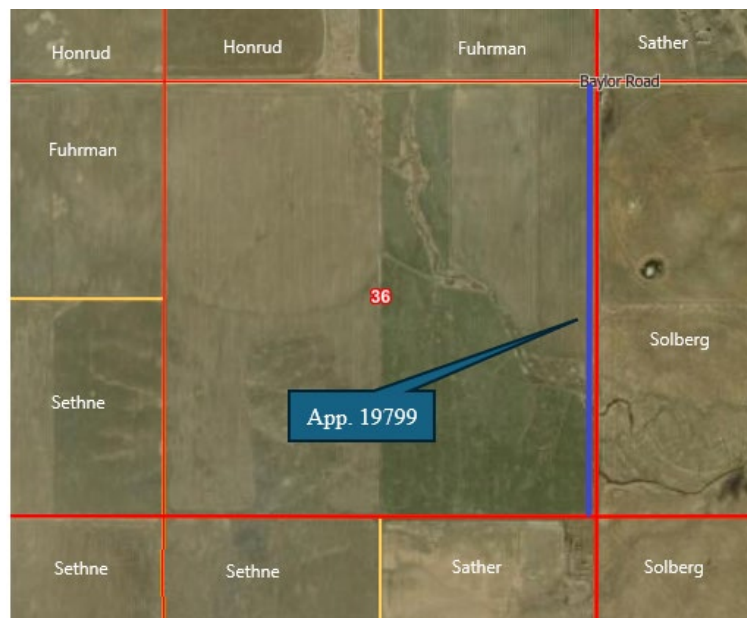 Honrud
Honrud
Fuhrman
Sather
Baylor Road
Fuhrman
36
Solberg
Sethne
App. 19799
Sethne
Sethne
Sather
Solberg